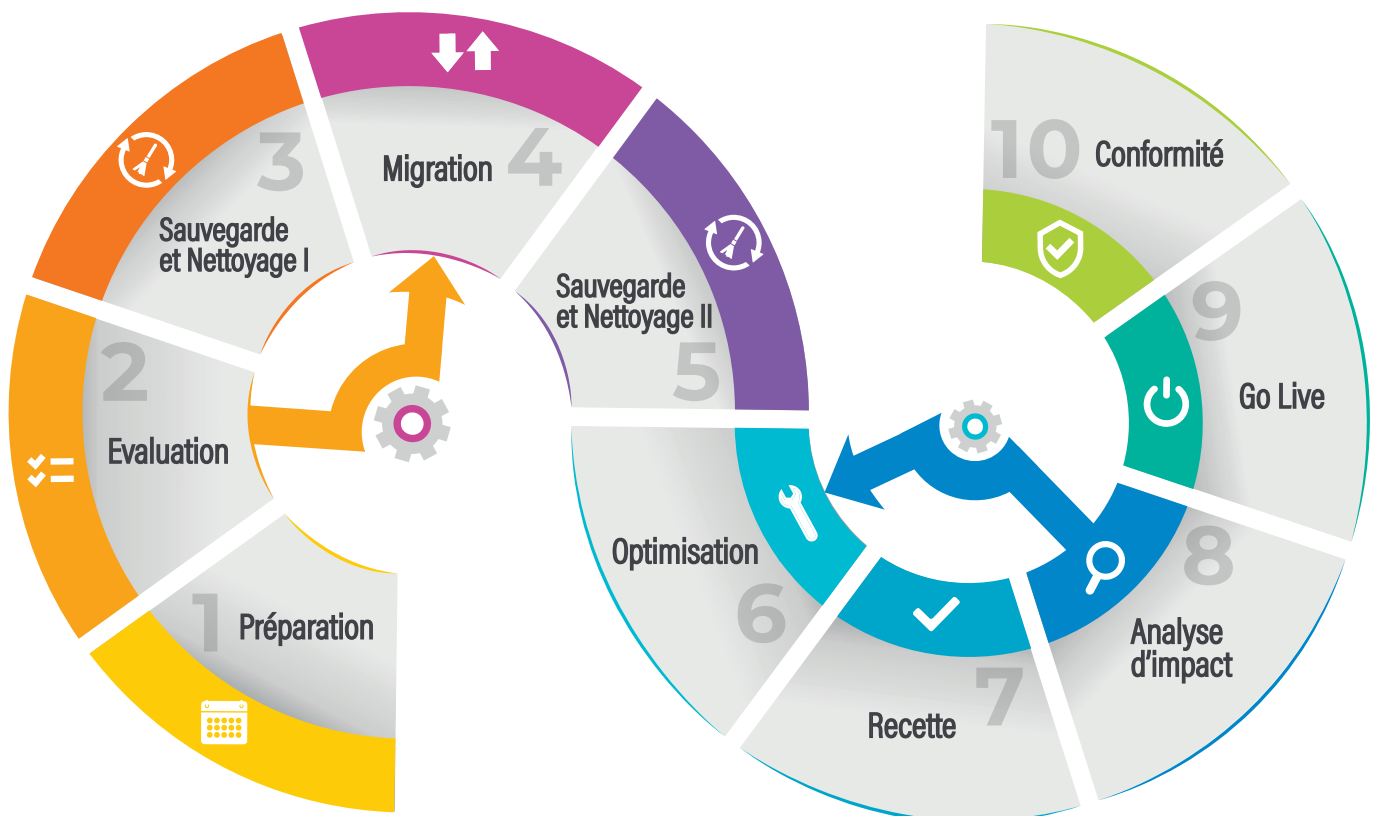 1
Préparation
2
Evaluation
3
Sauvegarde
et Nettoyage I
4
Migration
5
Sauvegarde
et Nettoyage II
6
Optimisation
7
Recette
8
Analyse
d'impact
9
Go Live
10
Conformité